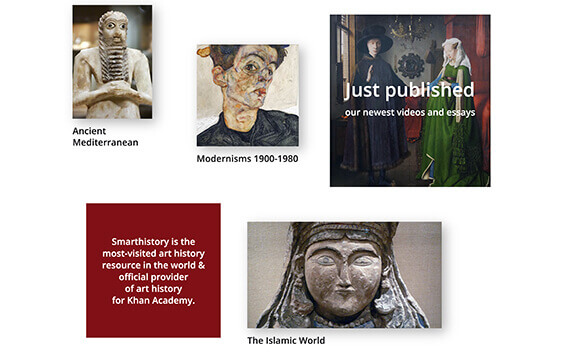 Ancient
Mediterranean
Modernisms 1900-1980
Just published
our newest videos and essays
Smarthistory is the
most-visited art history
resource in the world &
official provider
of art history
for Khan Academy.
The Islamic World